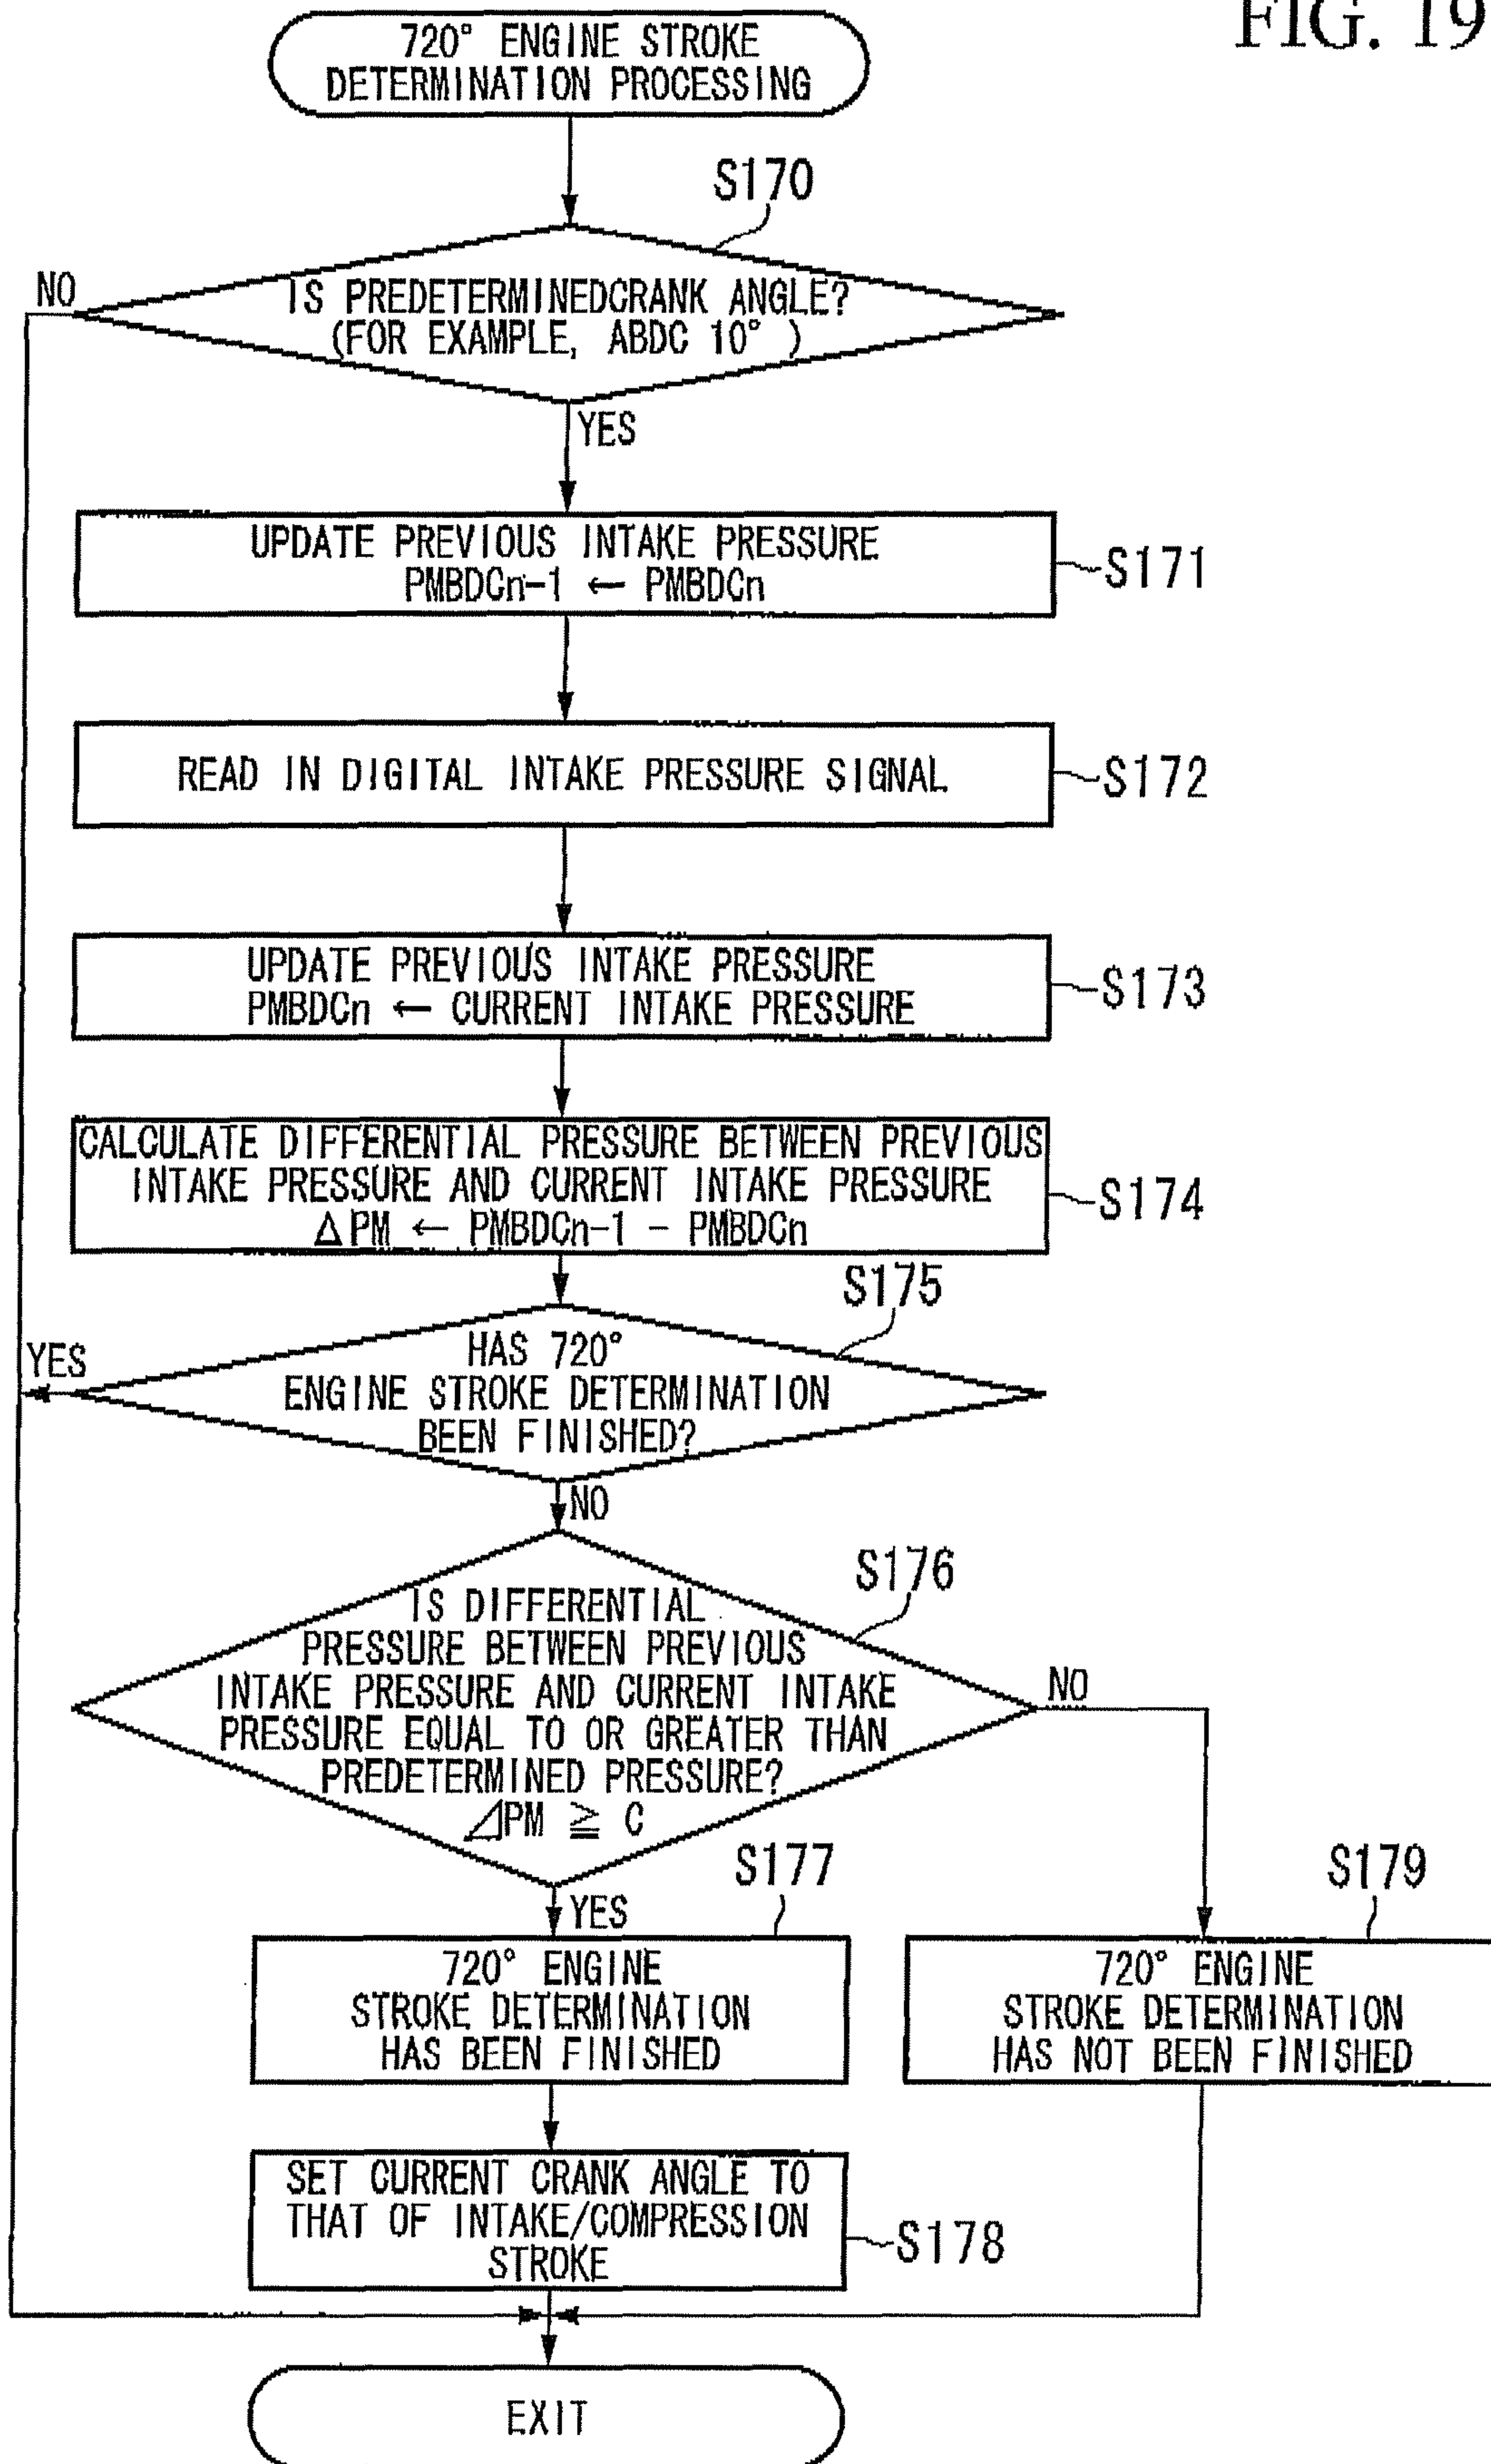 FIG. 19
720° ENGINE STROKE
DETERMINATION PROCESSING
S170
NO
IS PREDETERMINEDCRANK ANGLE?
(FOR EXAMPLE, ABDC 10° )
YES
UPDATE PREVIOUS INTAKE PRESSURE
PMBDCn-1 ← PMBDCn
S171
READ IN DIGITAL INTAKE PRESSURE SIGNAL
S172
UPDATE PREVIOUS INTAKE PRESSURE
PMBDCn ← CURRENT INTAKE PRESSURE
S173
CALCULATE DIFFERENTIAL PRESSURE BETWEEN PREVIOUS
INTAKE PRESSURE AND CURRENT INTAKE PRESSURE
ΔPM ← PMBDCn-1 - PMBDCn
S174
S175
YES
HAS 720°
ENGINE STROKE DETERMINATION
BEEN FINISHED?
NO
S176
IS DIFFERENTIAL
PRESSURE BETWEEN PREVIOUS
INTAKE PRESSURE AND CURRENT INTAKE
PRESSURE EQUAL TO OR GREATER THAN
PREDETERMINED PRESSURE?
⊿PM ≧ C
NO
YES
S177
720° ENGINE
STROKE DETERMINATION
HAS BEEN FINISHED
S179
720° ENGINE
STROKE DETERMINATION
HAS NOT BEEN FINISHED
SET CURRENT CRANK ANGLE TO
THAT OF INTAKE/COMPRESSION
STROKE
S178
EXIT